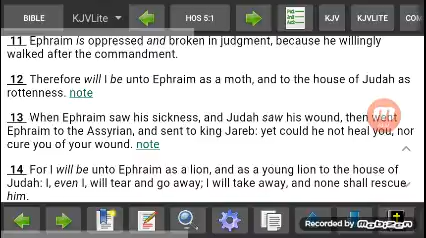 BIBLE KJVLite HOS 5:1 KJV KJVLITE COM
11 Ephraim is oppressed and broken in judgment, because he willingly
walked after the commandment.
12 Therefore will I be unto Ephraim as a moth, and to the house of Judah as
rottenness. note
13 When Ephraim saw his sickness, and Judah saw his wound, then went
Ephraim to the Assyrian, and sent to king Jareb: yet could he not heal you, nor
cure you of your wound. note
14 For I will be unto Ephraim as a lion, and as a young lion to the house of
Judah: I, even I, will tear and go away; I will take away, and none shall rescue
him.
Recorded by Mobizen